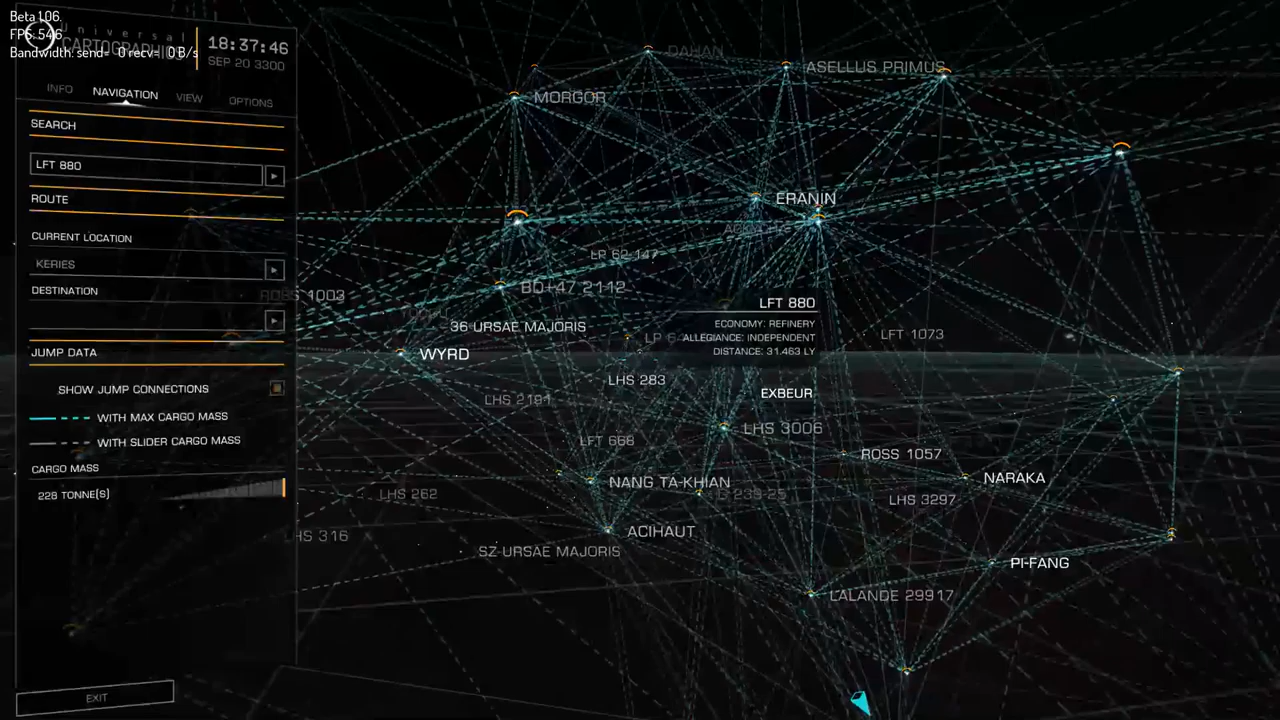 Beta 1.06.
FPS: 546
Bandwidth: send= 0 recv= 0 B/s
universal
CARTOGRAPHICS
18:37:46
SEP 20 3300
INFO
NAVIGATION
VIEW
OPTIONS
SEARCH
LFT 880
ROUTE
CURRENT LOCATION
KERIES
DESTINATION
JUMP DATA
SHOW JUMP CONNECTIONS
WITH MAX CARGO MASS
WITH SLIDER CARGO MASS
CARGO MASS
228 TONNE(S)
EXIT
DAHAN
ASELLUS PRIMUS
MORGOR
ERANIN
LP 62-147
BD+47 2112
ROSS 1003
LFT 880
ECONOMY: REFINERY
ALLEGIANCE: INDEPENDENT
DISTANCE: 31.463 LY
36 URSAE MAJORIS
LFT 1073
WYRD
LHS 283
EXBEUR
LHS 2191
LHS 3006
LFT 668
ROSS 1057
NANG TA-KHIAN
NARAKA
LHS 262
LHS 3297
ACIHAUT
LHS 316
SZ URSAE MAJORIS
PI-FANG
LALANDE 29917